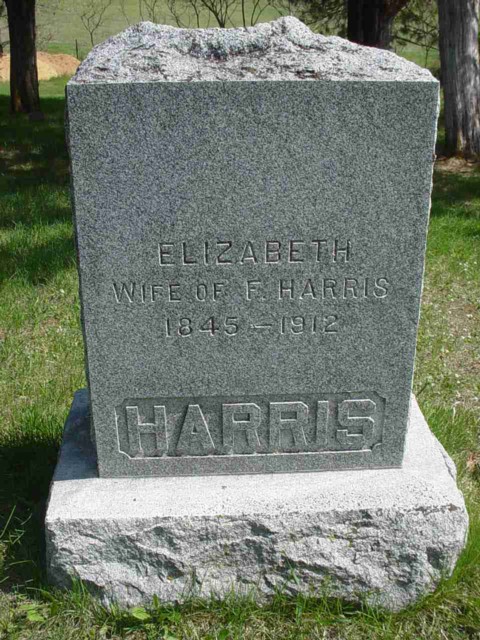 ELIZABETH
WIFE OF F. HARRIS
1845 – 1912
HARRIS